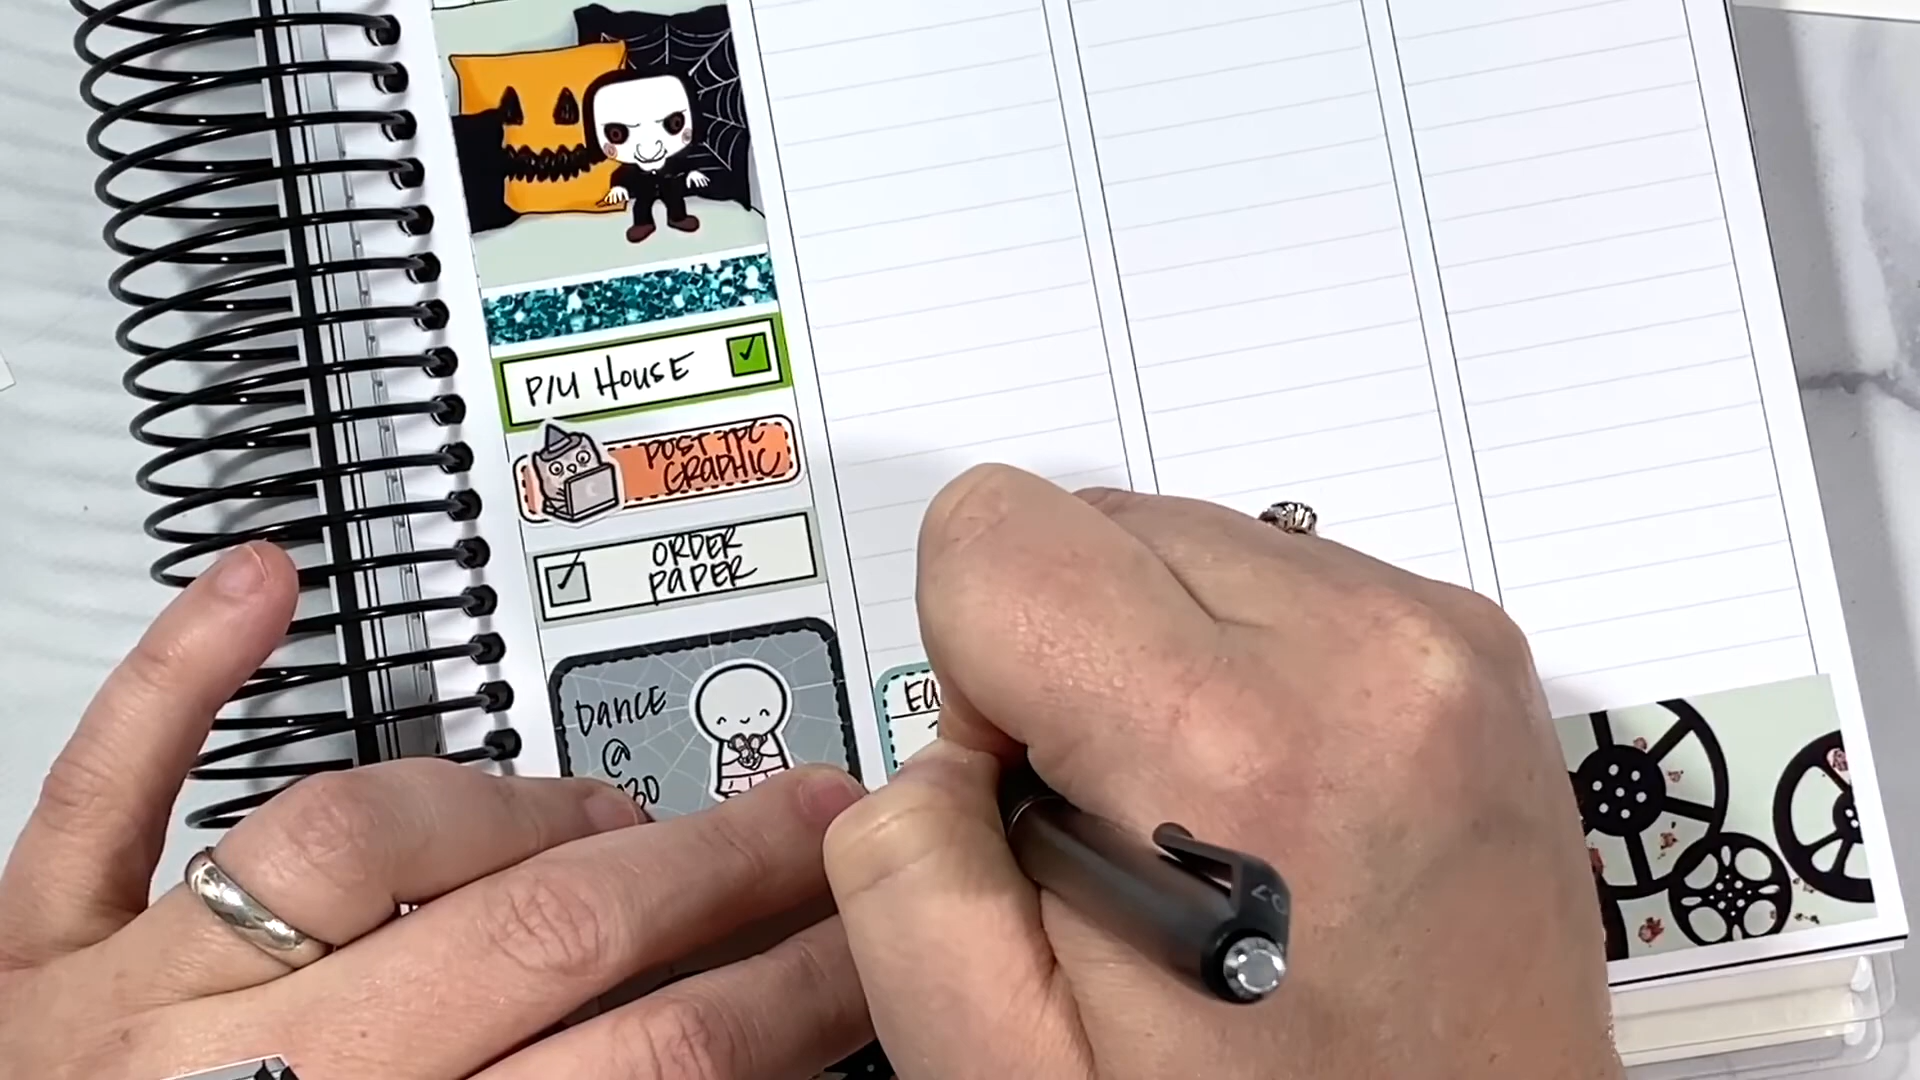 P/U HOUSE
POST TPC
GRAPHIC
ORDER
PAPER
DANCE
@